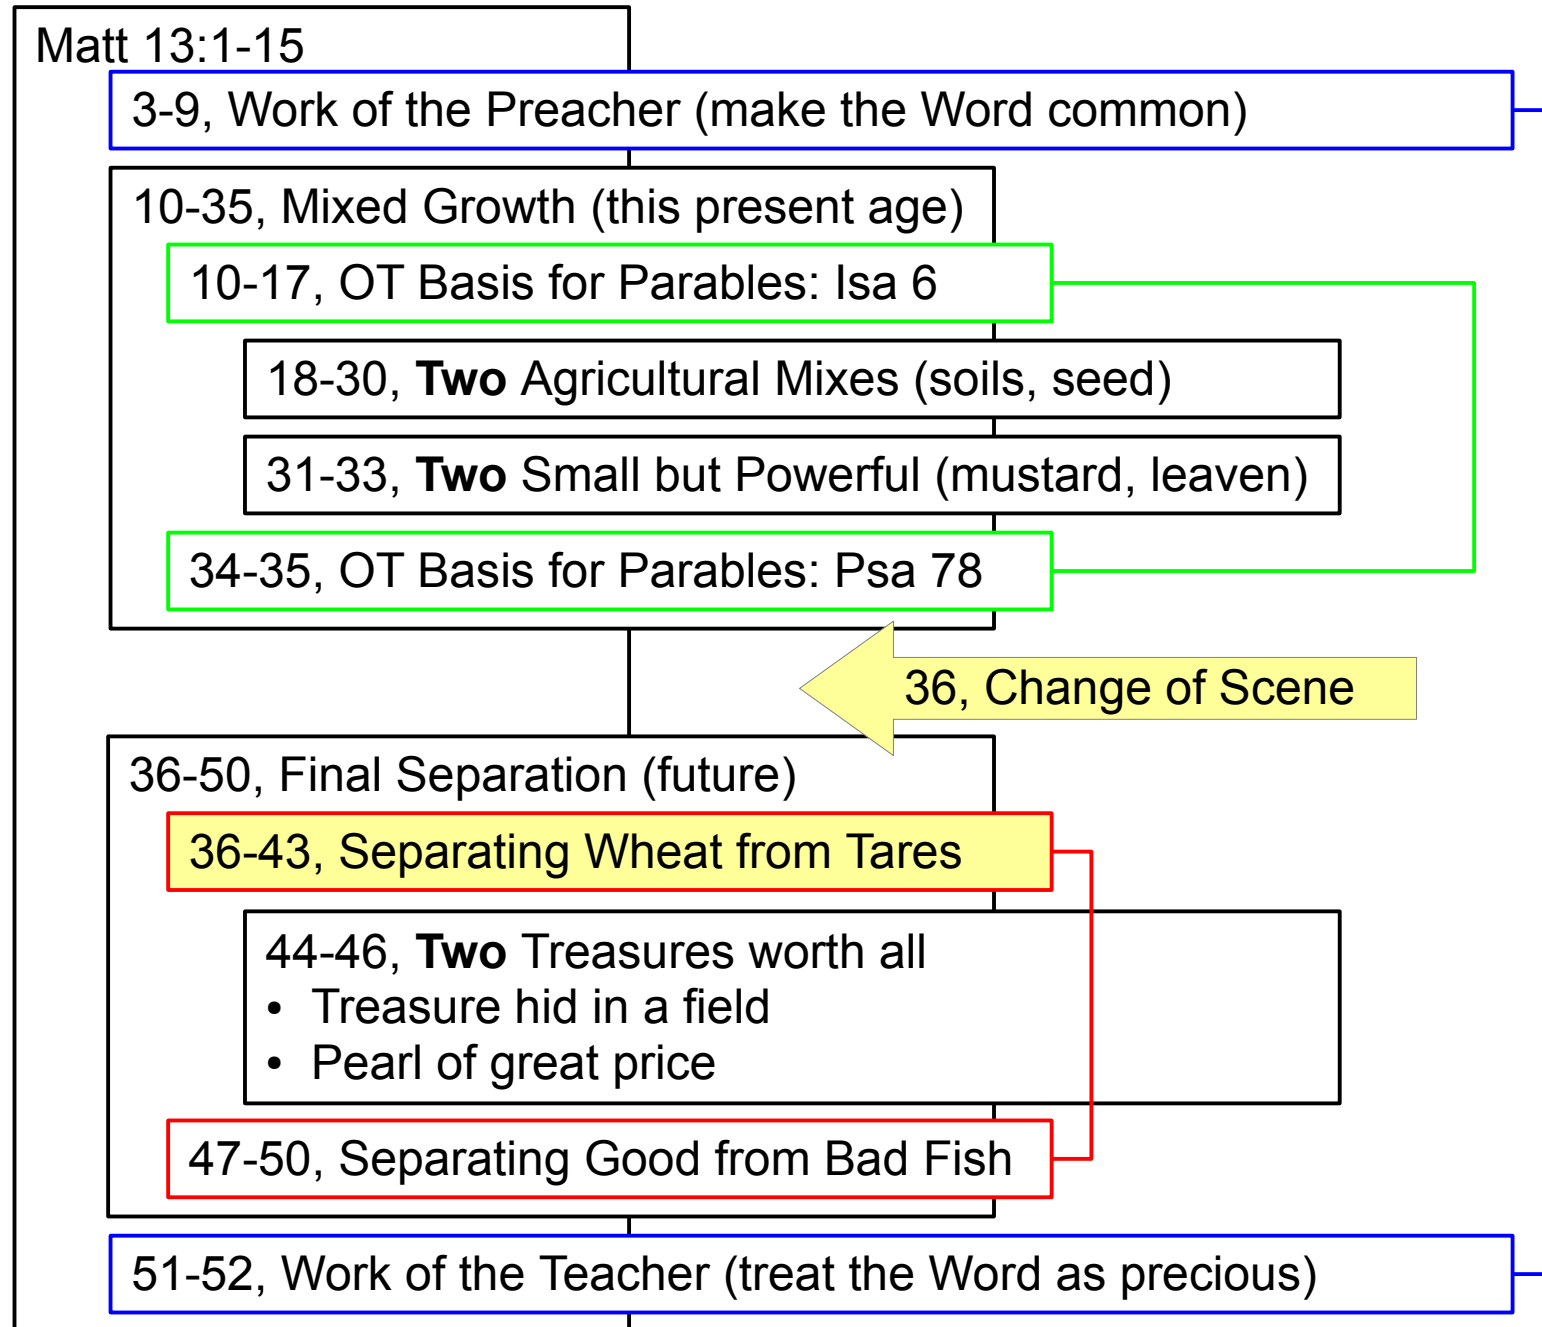 Matt 13:1-15
3-9, Work of the Preacher (make the Word common)
10-35, Mixed Growth (this present age)
10-17, OT Basis for Parables: Isa 6
18-30, Two Agricultural Mixes (soils, seed)
31-33, Two Small but Powerful (mustard, leaven)
34-35, OT Basis for Parables: Psa 78
36, Change of Scene
36-50, Final Separation (future)
36-43, Separating Wheat from Tares
44-46, Two Treasures worth all
• Treasure hid in a field
• Pearl of great price
47-50, Separating Good from Bad Fish
51-52, Work of the Teacher (treat the Word as precious)